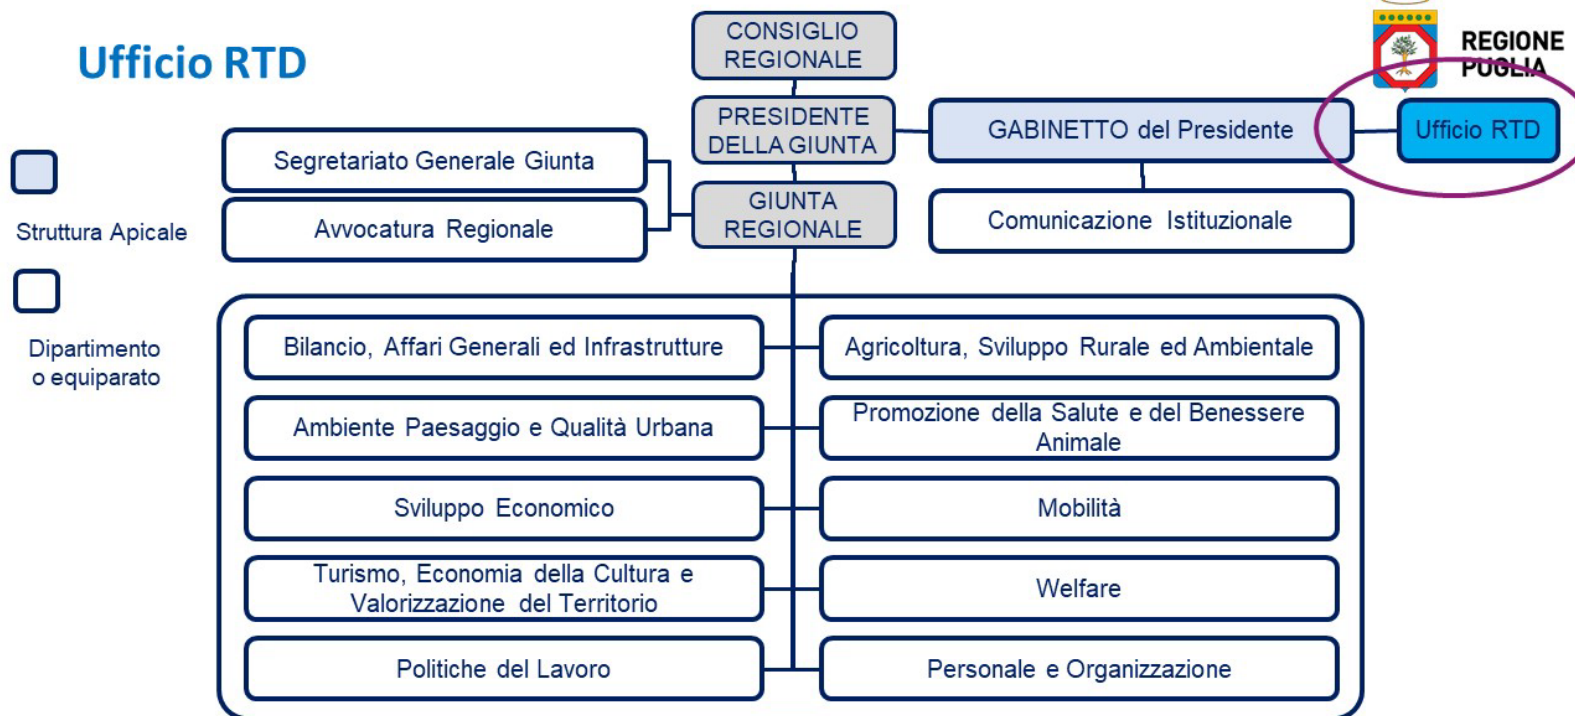 Ufficio RTD
CONSIGLIO
REGIONALE
REGIONE
PUGLIA
PRESIDENTE
DELLA GIUNTA
GABINETTO del Presidente
Ufficio RTD
Segretariato Generale Giunta
Avvocatura Regionale
GIUNTA
REGIONALE
Comunicazione Istituzionale
Struttura Apicale
Dipartimento
o equiparato
Bilancio, Affari Generali ed Infrastrutture
Agricoltura, Sviluppo Rurale ed Ambientale
Ambiente Paesaggio e Qualità Urbana
Promozione della Salute e del Benessere
Animale
Sviluppo Economico
Mobilità
Turismo, Economia della Cultura e
Valorizzazione del Territorio
Welfare
Politiche del Lavoro
Personale e Organizzazione